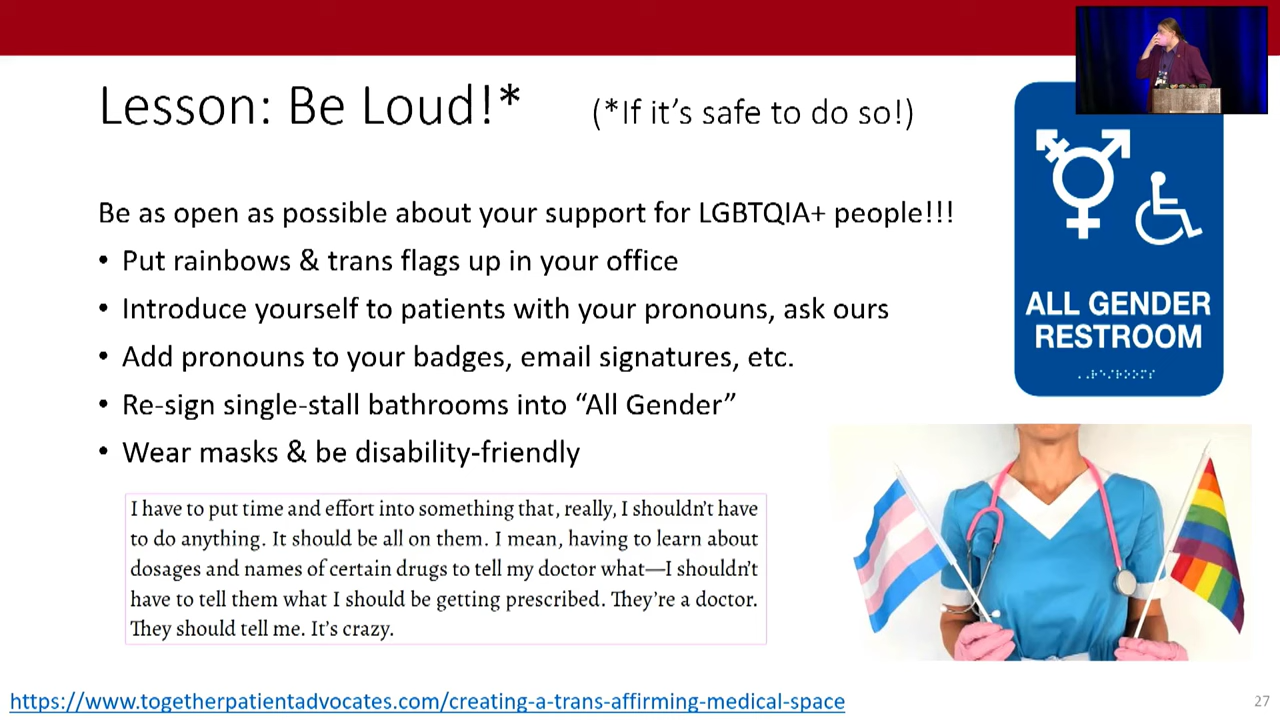 Lesson: Be Loud!* (*If it’s safe to do so!)
Be as open as possible about your support for LGBTQIA+ people!!!
• Put rainbows & trans flags up in your office
• Introduce yourself to patients with your pronouns, ask ours
• Add pronouns to your badges, email signatures, etc.
• Re-sign single-stall bathrooms into “All Gender”
• Wear masks & be disability-friendly
ALL GENDER
RESTROOM
I have to put time and effort into something that, really, I shouldn’t have
to do anything. It should be all on them. I mean, having to learn about
dosages and names of certain drugs to tell my doctor what—I shouldn’t
have to tell them what I should be getting prescribed. They’re a doctor.
They should tell me. It’s crazy.
https://www.togetherpatientadvocates.com/creating-a-trans-affirming-medical-space
27